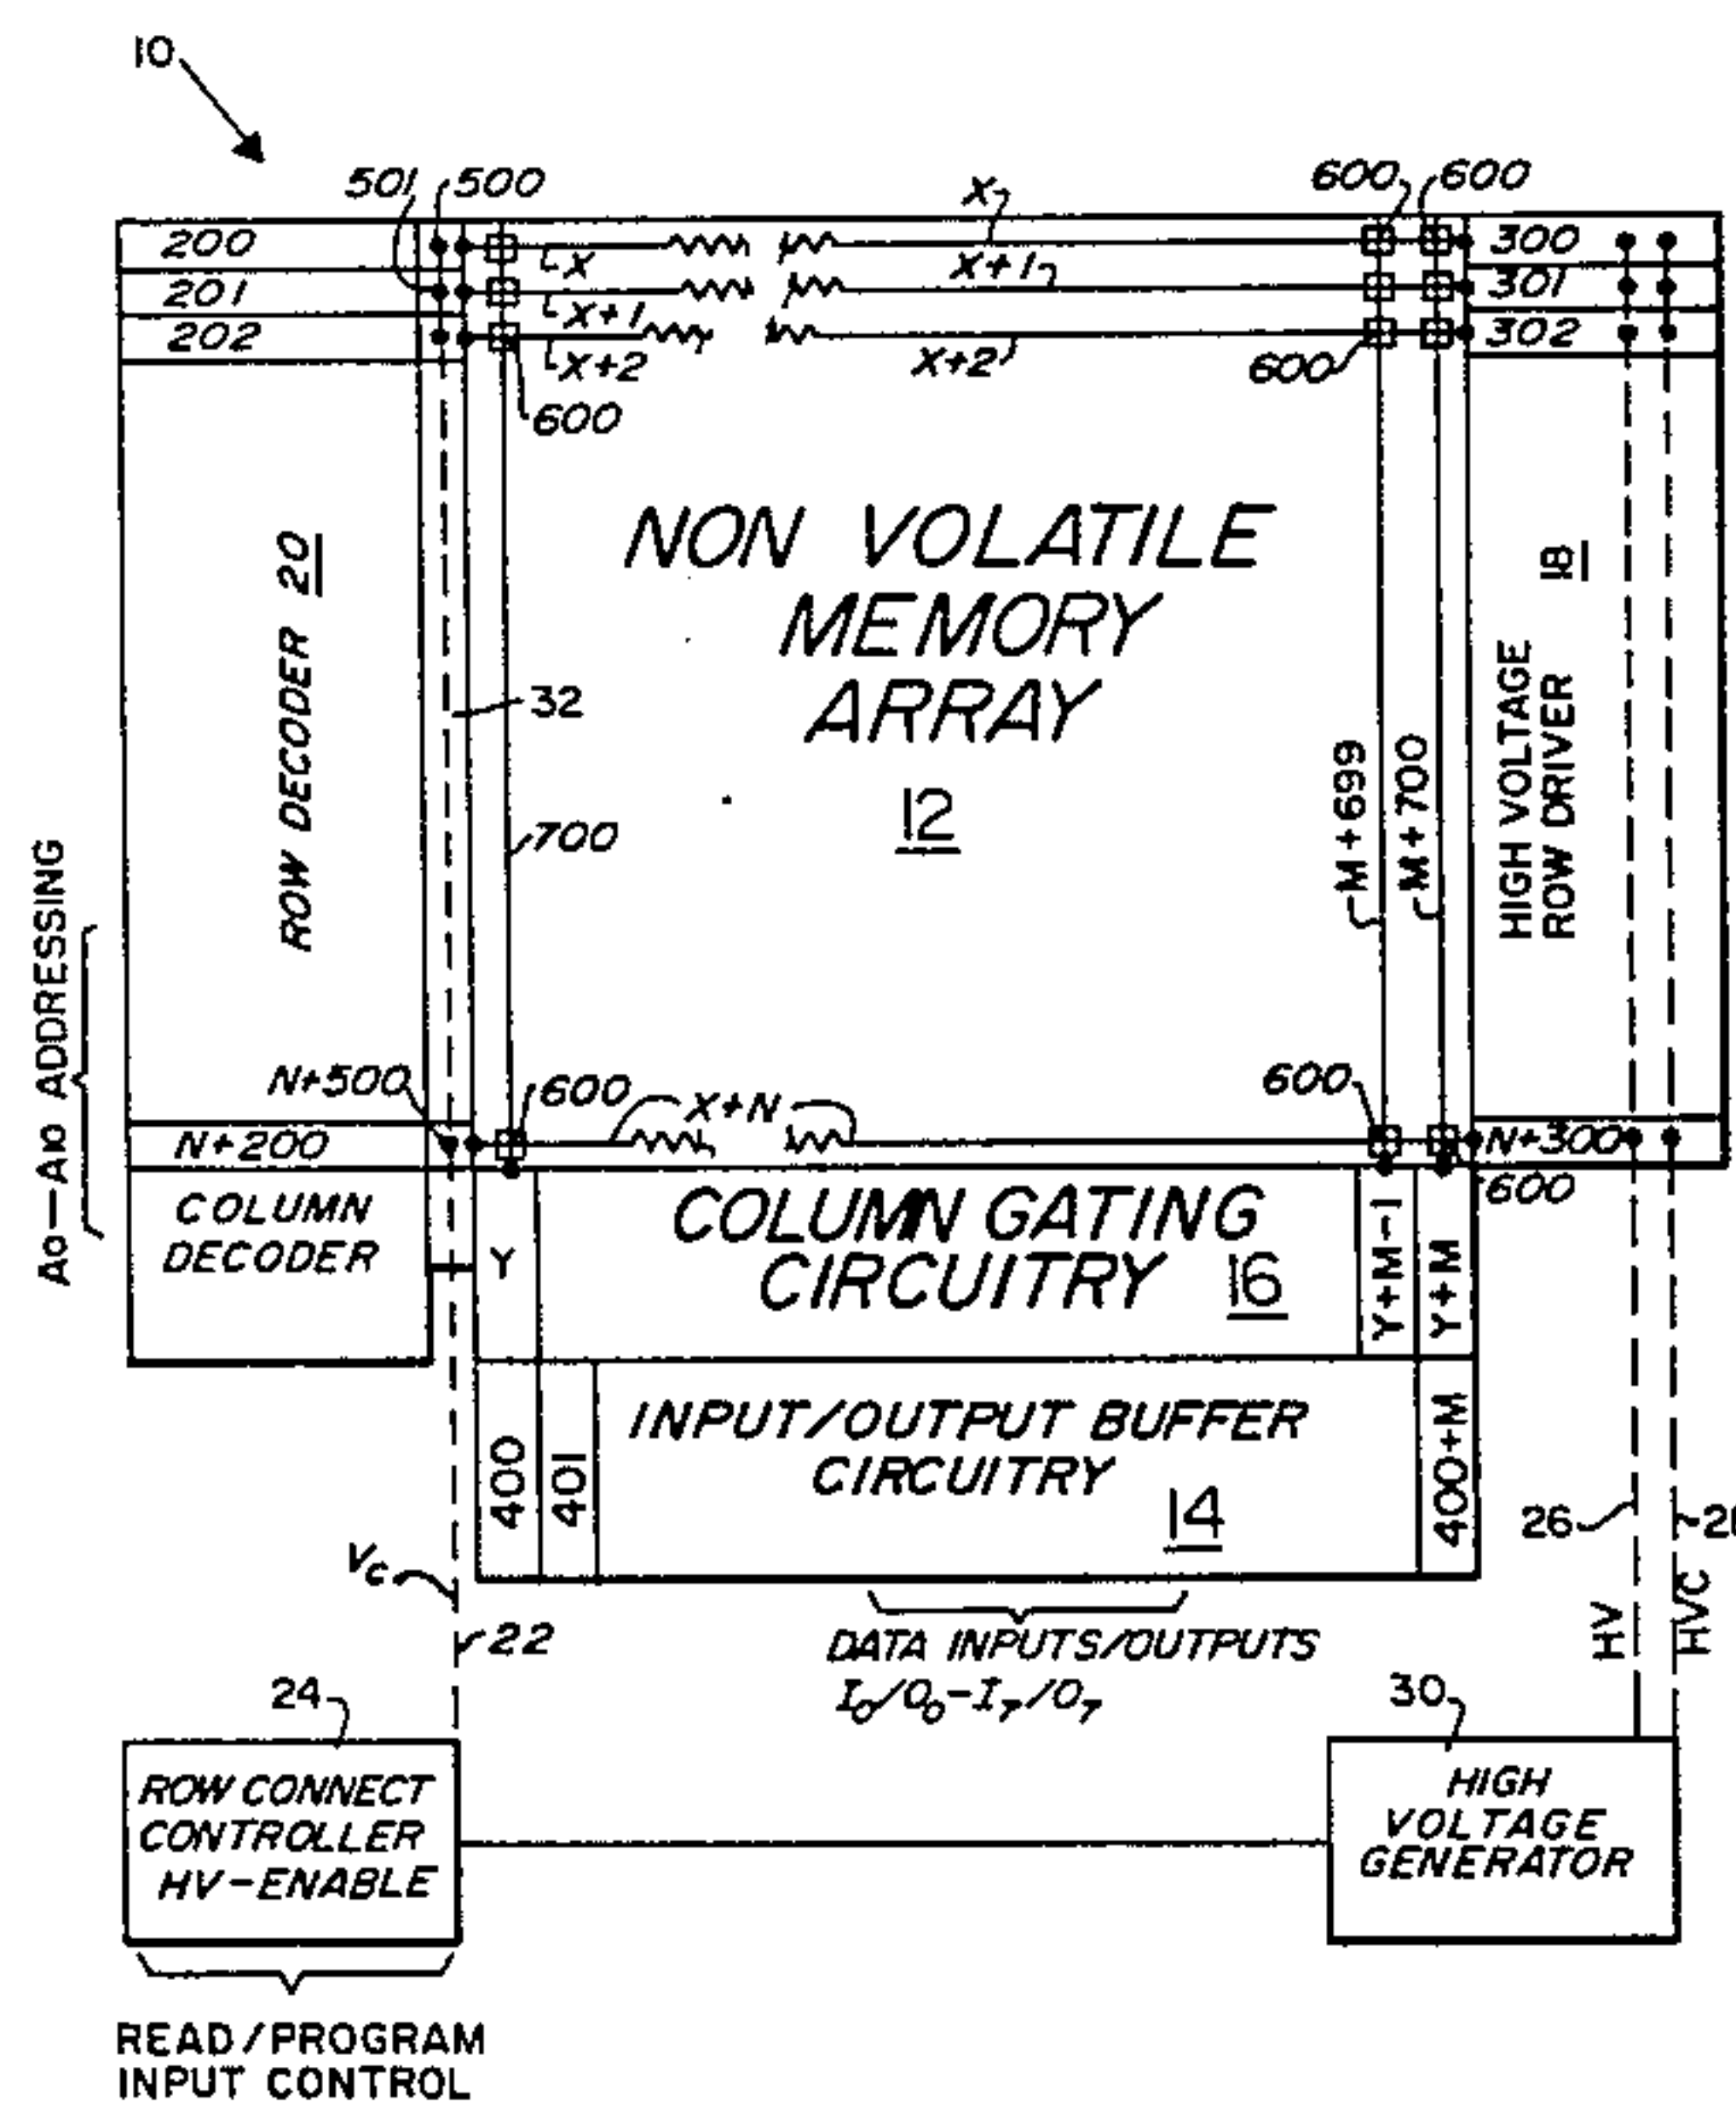 10
501
500
X
600
600
200
X
X+1
300
201
X+1
301
202
X+2
X+2
600
302
600
NON VOLATILE
MEMORY
ARRAY
12
ROW DECODER 20
32
700
M+699
M+700
HIGH VOLTAGE
ROW DRIVER
18
A0—A10 ADDRESSING
N+500
600
X+N
600
N+200
N+300
600
COLUMN
DECODER
Y
COLUMN GATING
CIRCUITRY 16
Y+M-1
Y+M
400
401
INPUT/OUTPUT BUFFER
CIRCUITRY
14
400+M
26
Vc
22
DATA INPUTS/OUTPUTS
I0/O0-I7/O7
HV
HVC
24
30
ROW CONNECT
CONTROLLER
HV-ENABLE
HIGH
VOLTAGE
GENERATOR
READ/PROGRAM
INPUT CONTROL